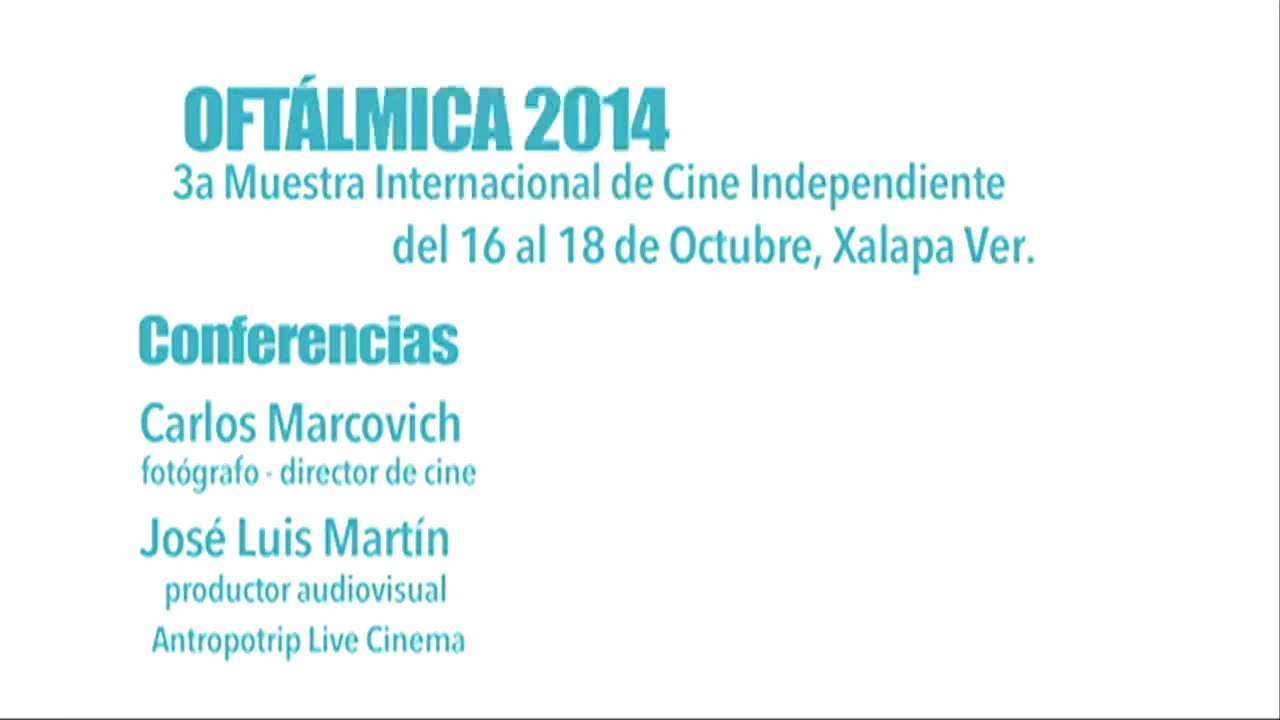 OFTÁLMICA 2014
3a Muestra Internacional de Cine Independiente
del 16 al 18 de Octubre, Xalapa Ver.
Conferencias
Carlos Marcovich
fotógrafo - director de cine
José Luis Martín
productor audiovisual
Antropotrip Live Cinema